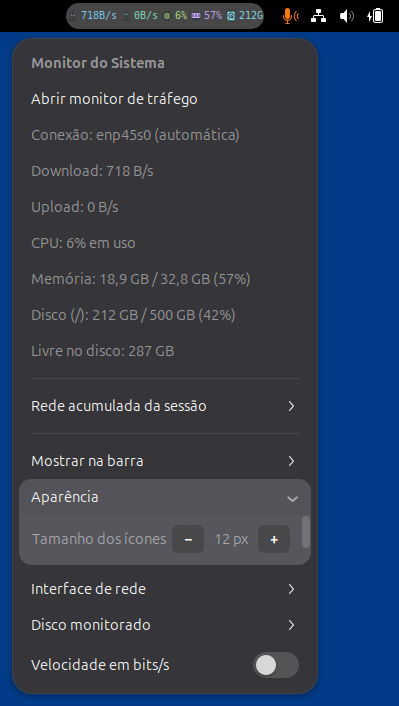 718B/s 0B/s 6% 57% 212G
Monitor do Sistema
Abrir monitor de tráfego
Conexão: enp45s0 (automática)
Download: 718 B/s
Upload: 0 B/s
CPU: 6% em uso
Memória: 18,9 GB / 32,8 GB (57%)
Disco (/): 212 GB / 500 GB (42%)
Livre no disco: 287 GB
Rede acumulada da sessão
Mostrar na barra
Aparência
Tamanho dos ícones − 12 px +
Interface de rede
Disco monitorado
Velocidade em bits/s